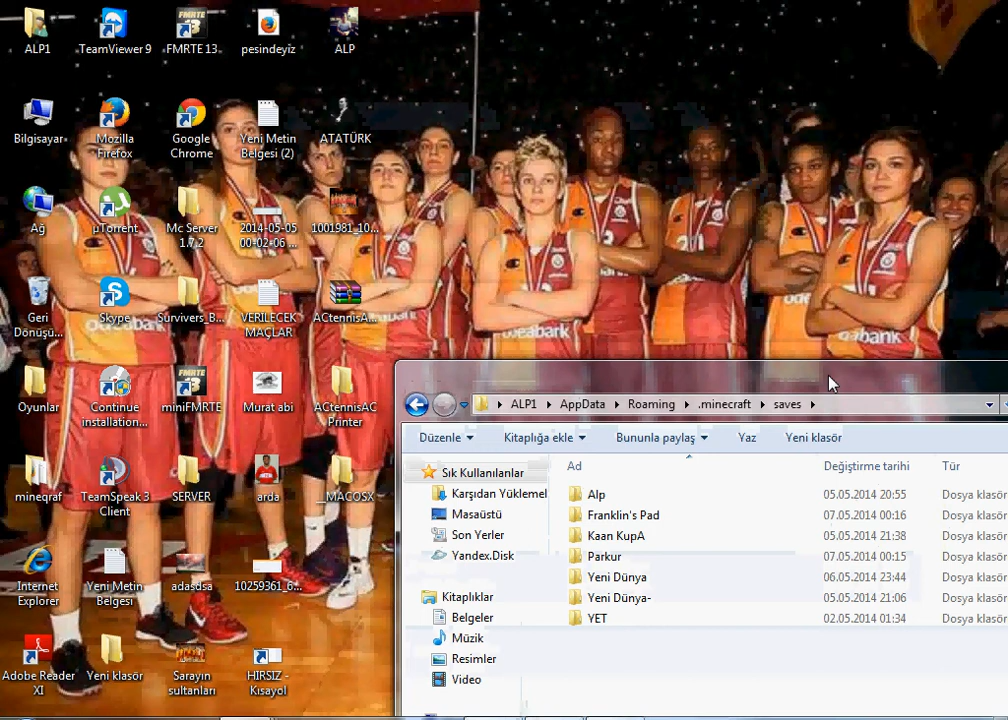 ALP1
TeamViewer 9
FMRTE 13
pesindeyiz
ALP
Bilgisayar
Mozilla
Firefox
Google
Chrome
Yeni Metin
Belgesi (2)
ATATÜRK
Ağ
µTorrent
Mc Server
1.7.2
2014-05-05
00-02-06 ...
1001981_10...
Geri
Dönüşü...
Skype
Survivers_B...
VERİLECEK
MAÇLAR
ACtennisA...
Oyunlar
Continue
installation...
miniFMRTE
Murat abi
ACtennisAC
Printer
mineqraf
TeamSpeak 3
Client
SERVER
arda
__MACOSX
Internet
Explorer
Yeni Metin
Belgesi
adasdsa
10259361_6...
Adobe Reader
XI
Yeni klasör
Sarayın
sultanları
HIRSIZ -
Kısayol
odeabank
ALP1 ▸ AppData ▸ Roaming ▸ .minecraft ▸ saves ▸
Düzenle Kitaplığa ekle Bununla paylaş Yaz Yeni klasör
Sık Kullanılanlar
Karşıdan Yüklemel
Masaüstü
Son Yerler
Yandex.Disk
Kitaplıklar
Belgeler
Müzik
Resimler
Video
Ad Değiştirme tarihi Tür
Alp 05.05.2014 20:55 Dosya klasör
Franklin's Pad 07.05.2014 00:16 Dosya klasör
Kaan KupA 05.05.2014 21:38 Dosya klasör
Parkur 07.05.2014 00:15 Dosya klasör
Yeni Dünya 06.05.2014 23:44 Dosya klasör
Yeni Dünya- 05.05.2014 21:06 Dosya klasör
YET 02.05.2014 01:34 Dosya klasör